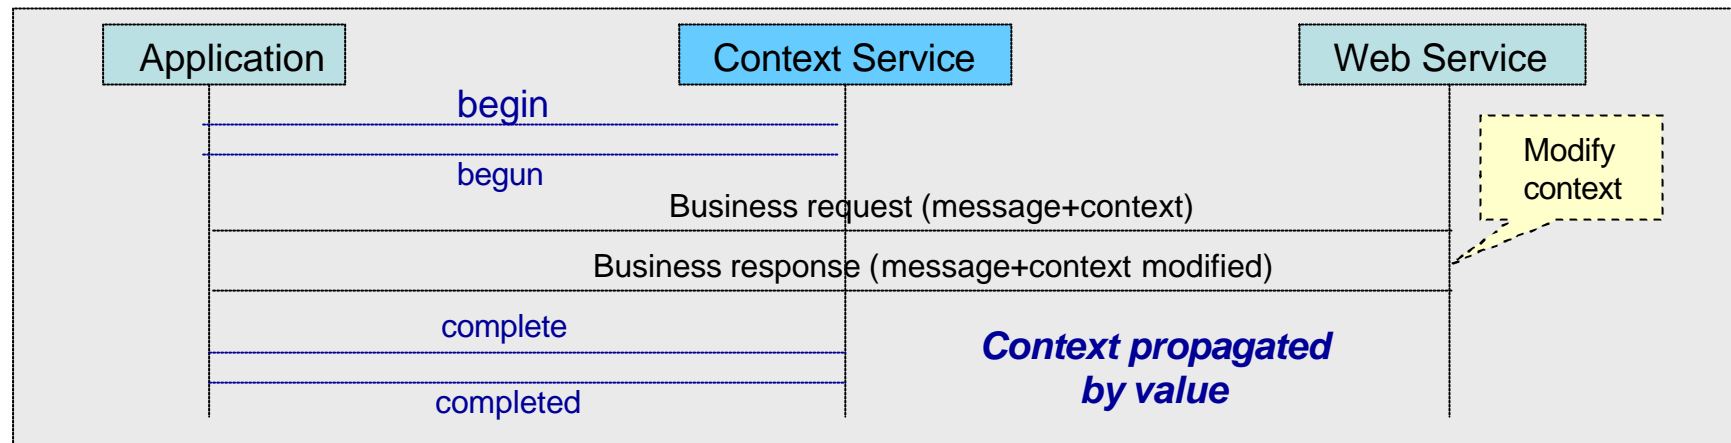 Application
Context Service
Web Service
begin
begun
Modify
context
Business request (message+context)
Business response (message+context modified)
complete
completed
Context propagated
by value